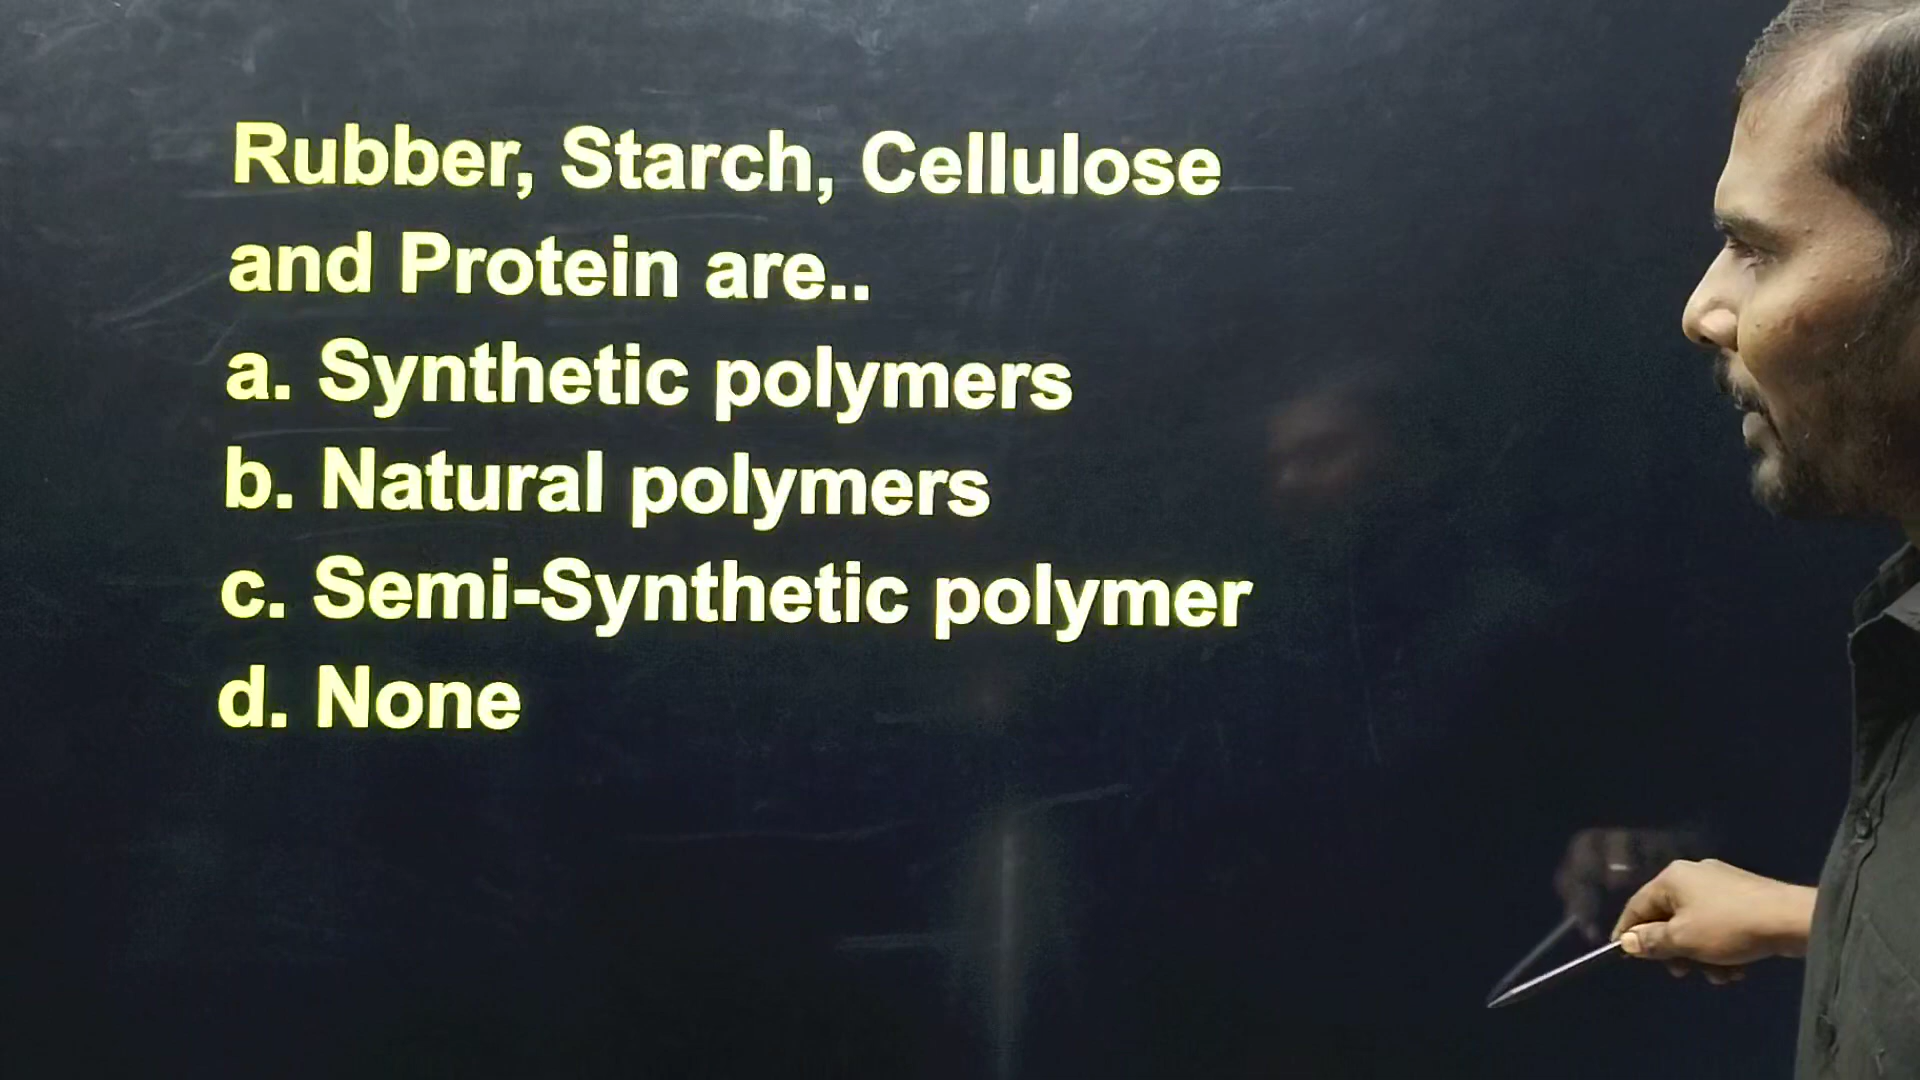 Rubber, Starch, Cellulose
and Protein are..
a. Synthetic polymers
b. Natural polymers
c. Semi-Synthetic polymer
d. None